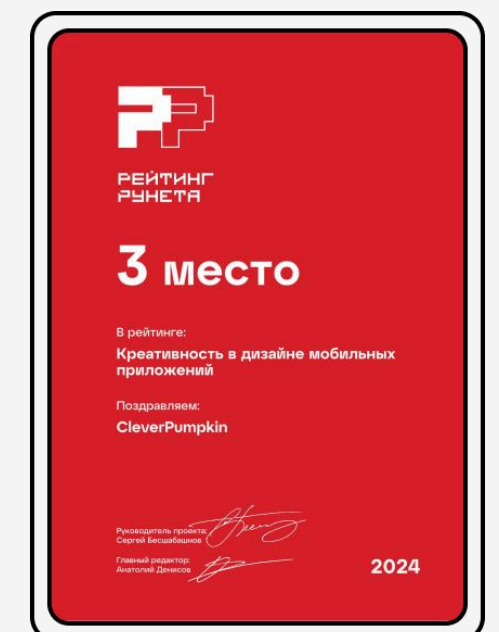 РЕЙТИНГ
РУНЕТА
3 место
В рейтинге:
Креативность в дизайне мобильных
приложений
Поздравляем:
CleverPumpkin
Руководитель проекта:
Сергей Бесшабашнов
Главный редактор:
Анатолий Денисов
2024